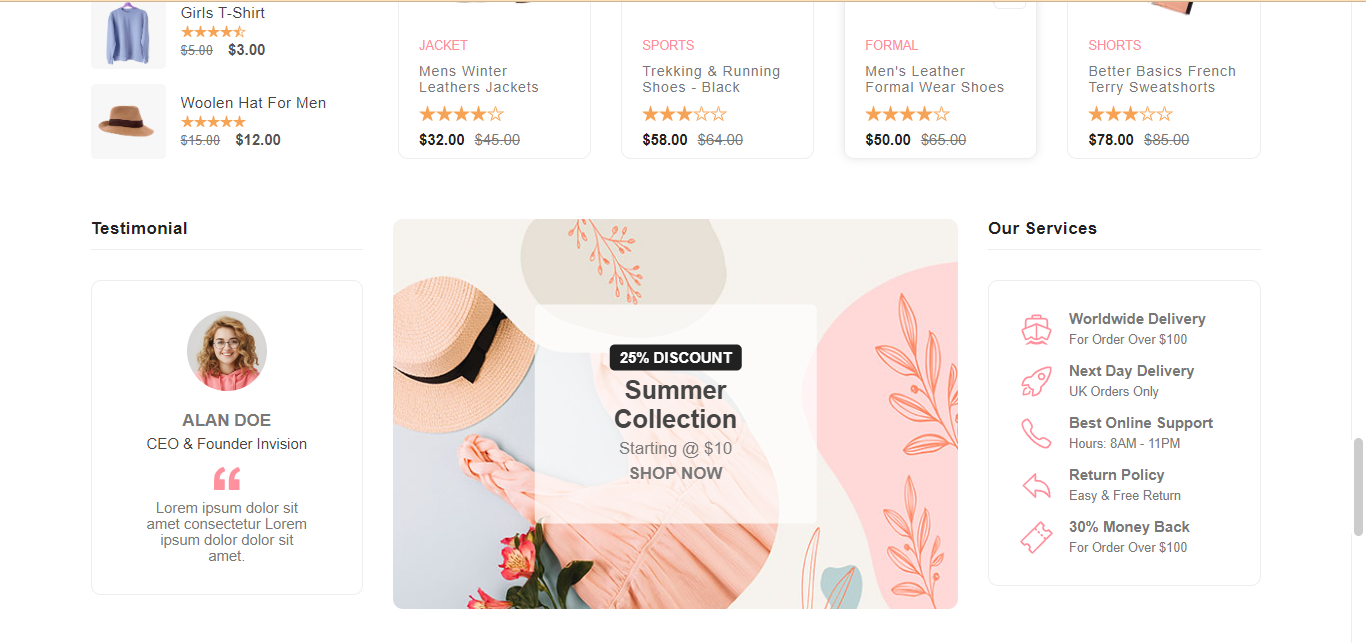 Girls T-Shirt
$5.00 $3.00
Woolen Hat For Men
$15.00 $12.00
JACKET
Mens Winter
Leathers Jackets
$32.00 $45.00
SPORTS
Trekking & Running
Shoes - Black
$58.00 $64.00
FORMAL
Men's Leather
Formal Wear Shoes
$50.00 $65.00
SHORTS
Better Basics French
Terry Sweatshorts
$78.00 $85.00
Testimonial
ALAN DOE
CEO & Founder Invision
Lorem ipsum dolor sit
amet consectetur Lorem
ipsum dolor dolor sit
amet.
25% DISCOUNT
Summer
Collection
Starting @ $10
SHOP NOW
Our Services
Worldwide Delivery
For Order Over $100
Next Day Delivery
UK Orders Only
Best Online Support
Hours: 8AM - 11PM
Return Policy
Easy & Free Return
30% Money Back
For Order Over $100